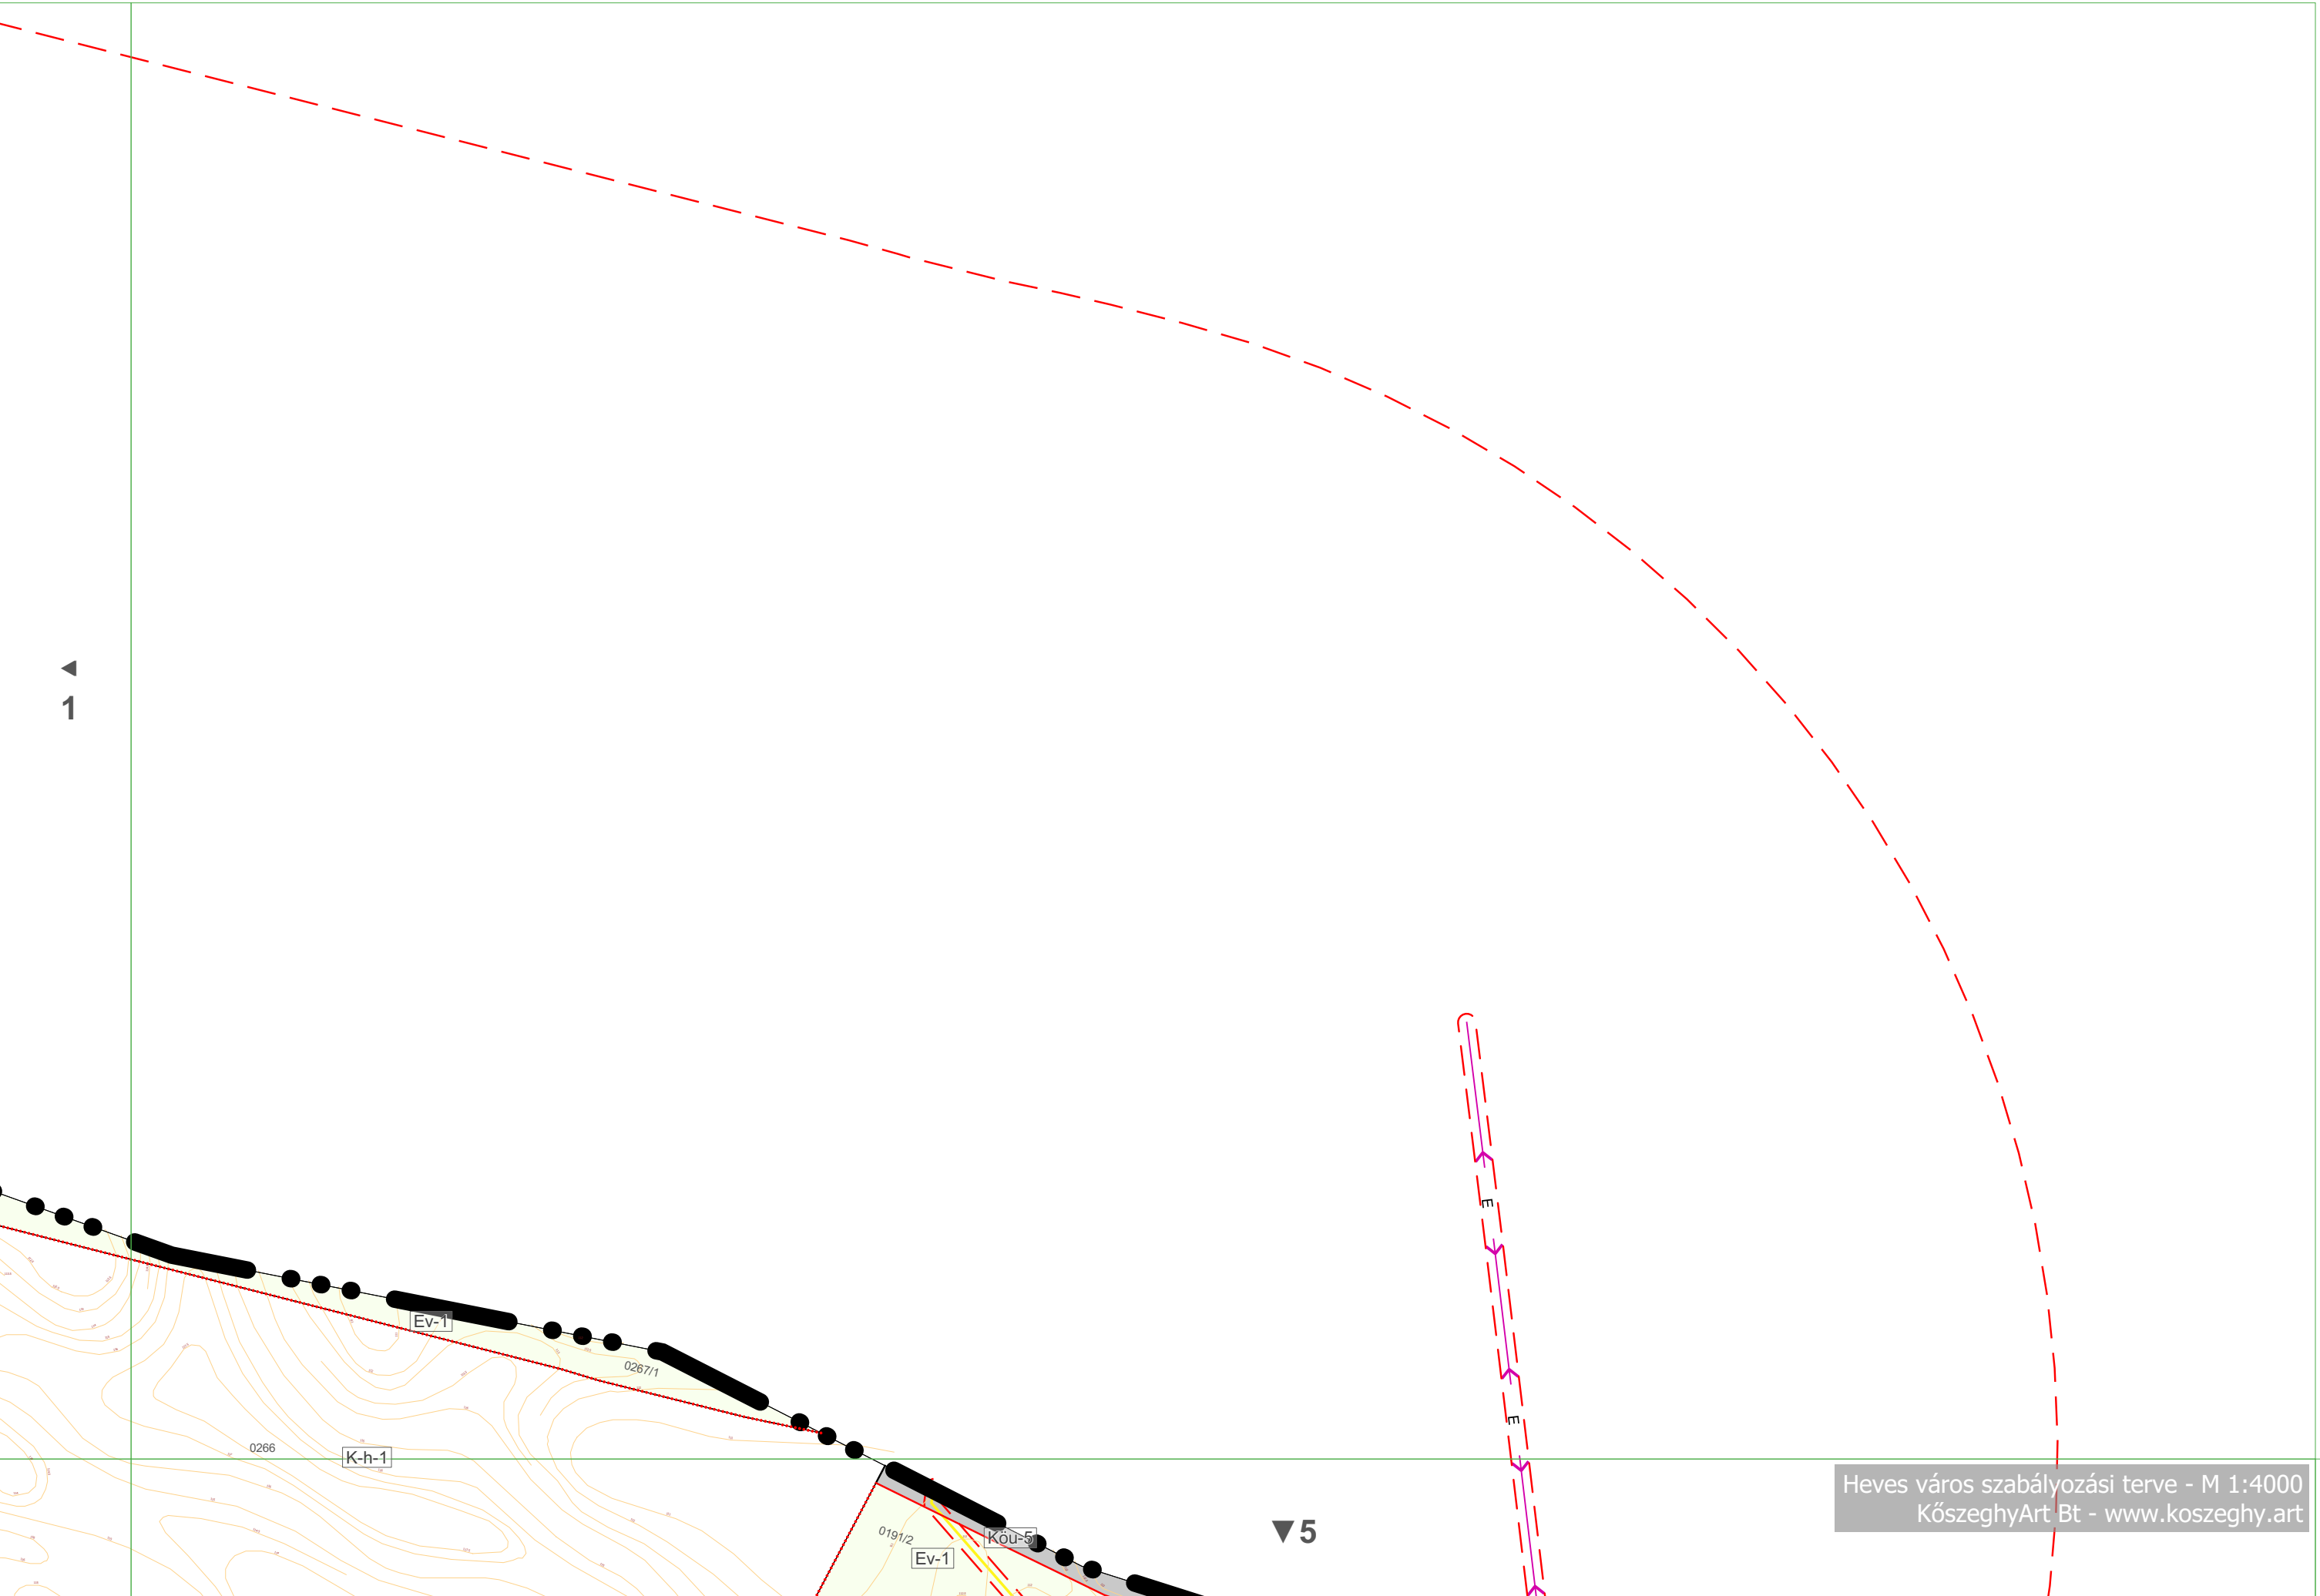 ◄
1
E
Ev-1
0267/1
E
0266
K-h-1
Heves város szabályozási terve - M 1:4000
KőszeghyArt Bt - www.koszeghy.art
▼5
0191/2
Köu-5
Ev-1